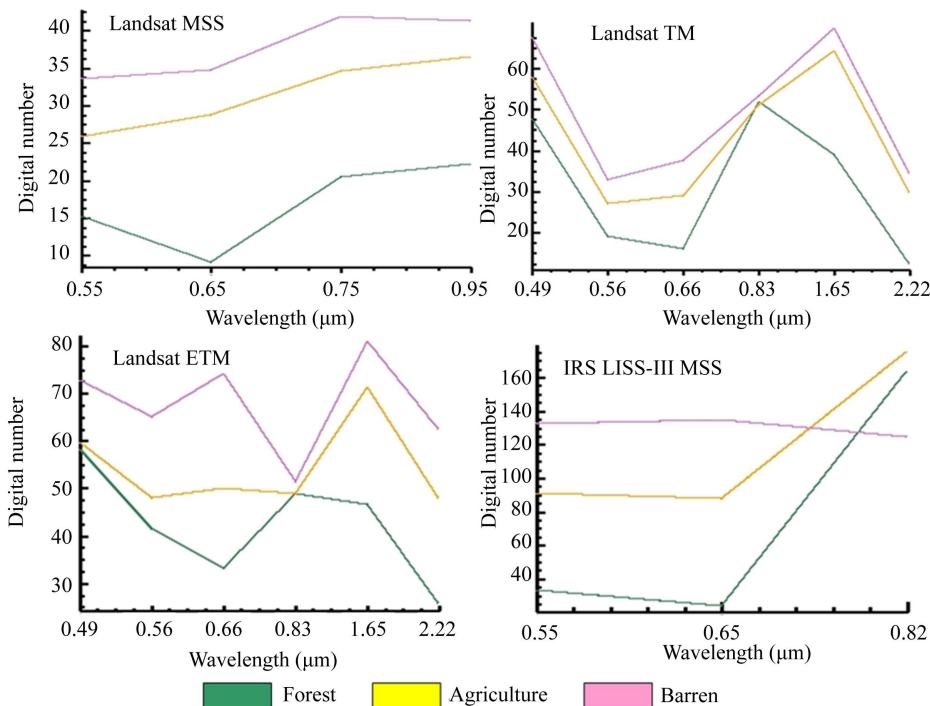 Landsat MSS
Digital number
40
35
30
25
20
15
10
0.55 0.65 0.75 0.95
Wavelength (μm)
Landsat TM
Digital number
60
50
40
30
20
0.49 0.56 0.66 0.83 1.65 2.22
Wavelength (μm)
Landsat ETM
Digital number
80
70
60
50
40
30
0.49 0.56 0.66 0.83 1.65 2.22
Wavelength (μm)
IRS LISS-III MSS
Digital number
160
140
120
100
80
60
40
0.55 0.65 0.82
Wavelength (μm)
Forest Agriculture Barren